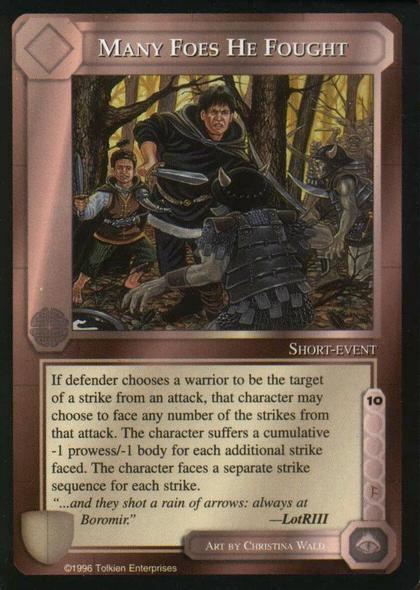 MANY FOES HE FOUGHT
SHORT-EVENT
If defender chooses a warrior to be the target
of a strike from an attack, that character may
choose to face any number of the strikes from
that attack. The character suffers a cumulative
-1 prowess/-1 body for each additional strike
faced. The character faces a separate strike
sequence for each strike.
“...and they shot a rain of arrows: always at
Boromir.” —LotRIII
10
F
ART BY CHRISTINA WALD
©1996 Tolkien Enterprises